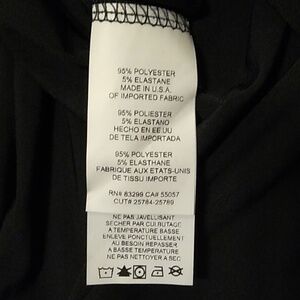 95% POLYESTER
5% ELASTANE
MADE IN U.S.A.
OF IMPORTED FABRIC
95% POLIESTER
5% ELASTANO
HECHO EN EE UU
DE TELA IMPORTADA
95% POLYESTER
5% ELASTHANE
FABRIQUE AUX ETATS-UNIS
DE TISSU IMPORTE
RN# 83299 CA# 55057
CUT# 25784-25789
NE PAS JAVELLISANT
SECHER PAR CULBUTAGE
A TEMPERATURE BASSE
ENLEVE PONCTUELLEMENT
AU BESOIN REPASSER
A BASSE TEMPERATURE
NE PAS NETTOYER A SEC